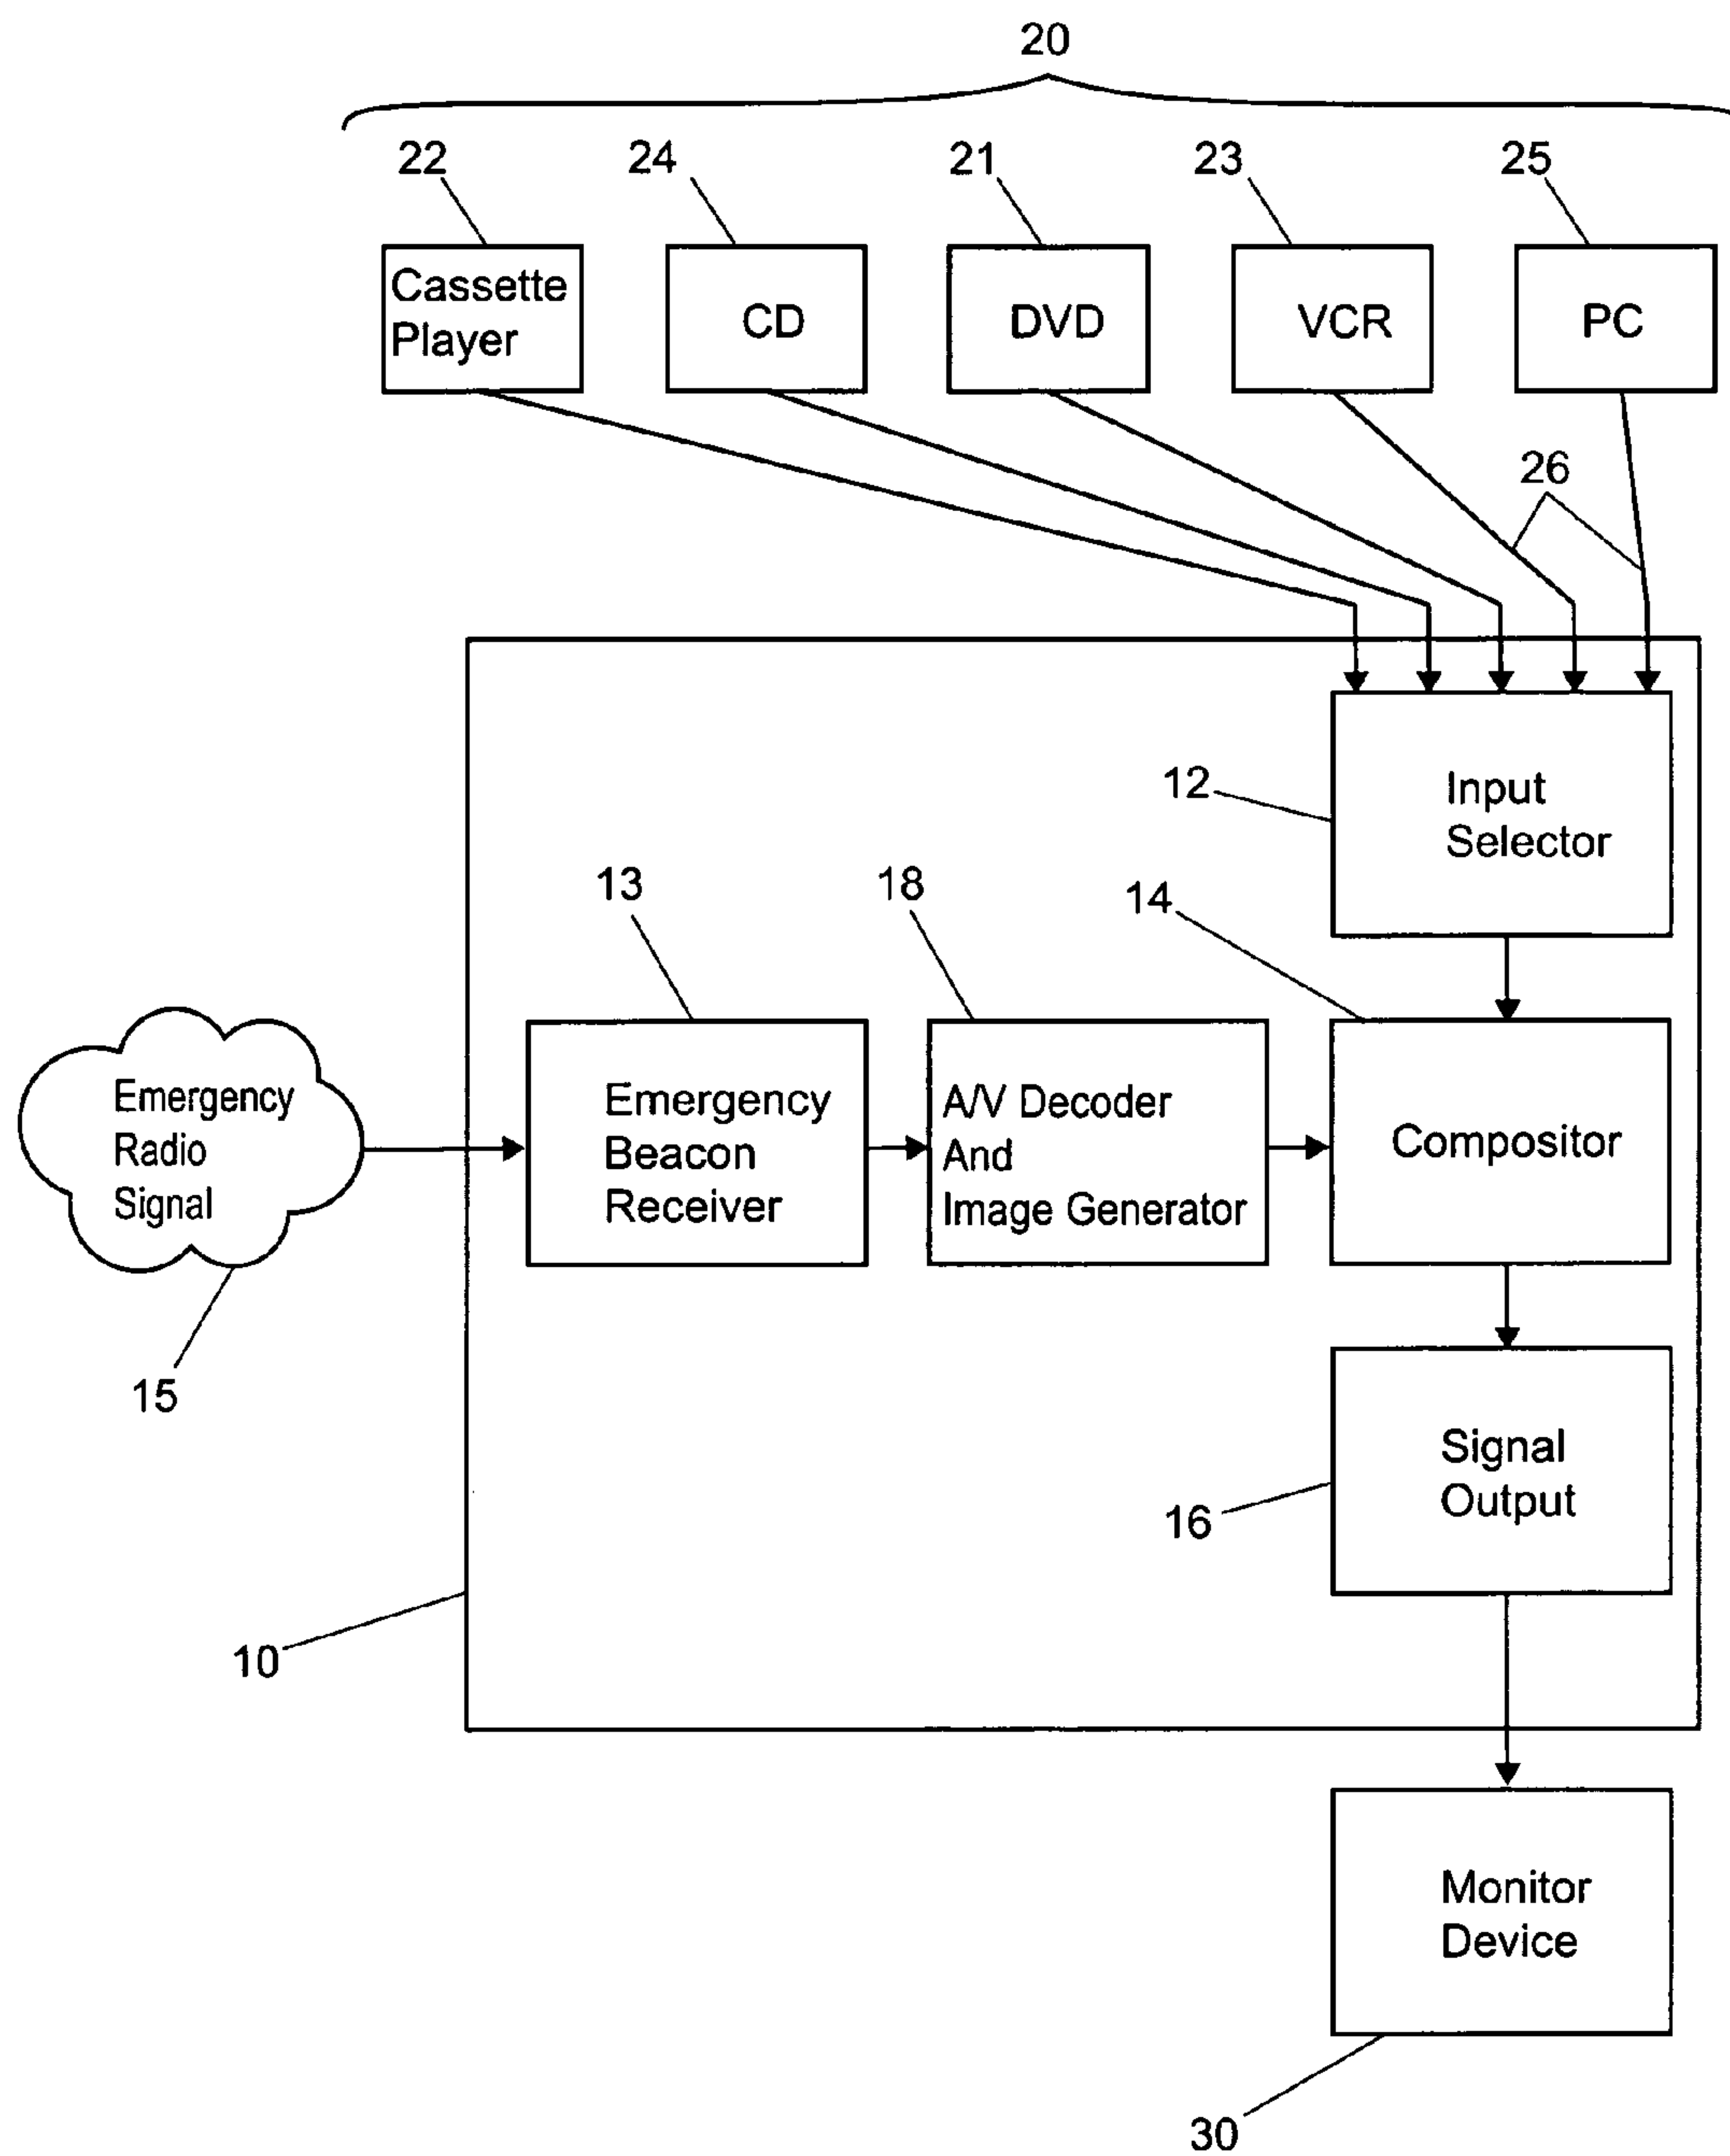 20
22
24
21
23
25
Cassette
Player
CD
DVD
VCR
PC
26
12
Input
Selector
13
18
14
Emergency
Radio
Signal
Emergency
Beacon
Receiver
A/V Decoder
And
Image Generator
Compositor
15
Signal
Output
16
10
Monitor
Device
30